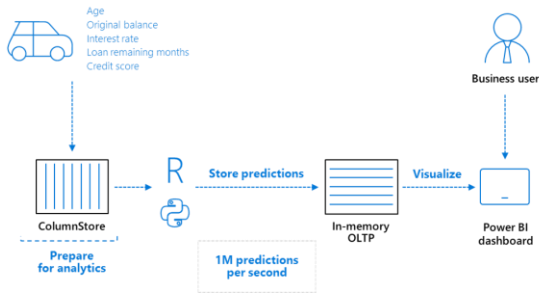 Age
Original balance
Interest rate
Loan remaining months
Credit score
Business user
R
Store predictions
Visualize
ColumnStore
In-memory
OLTP
Power BI
dashboard
Prepare
for analytics
1M predictions
per second